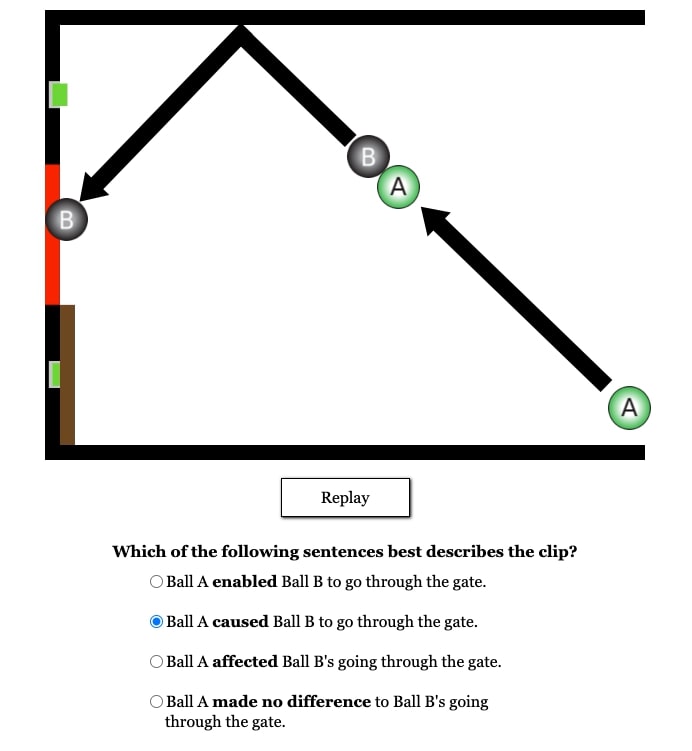 B
A
B
A
Replay
Which of the following sentences best describes the clip?
Ball A enabled Ball B to go through the gate.
Ball A caused Ball B to go through the gate.
Ball A affected Ball B's going through the gate.
Ball A made no difference to Ball B's going
through the gate.